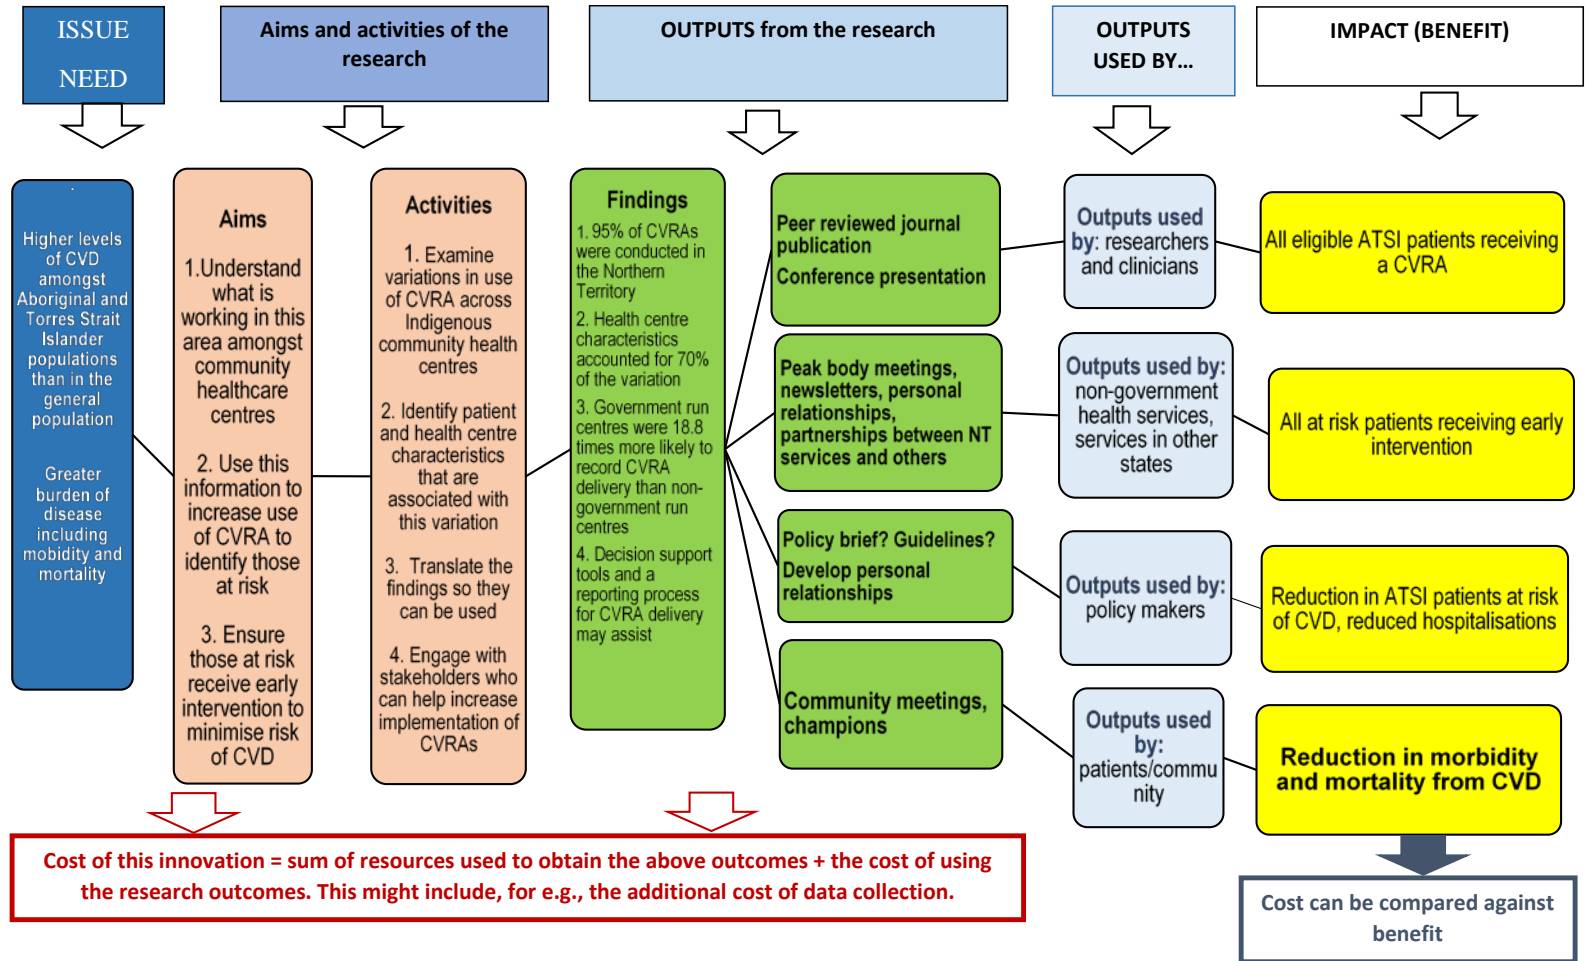 ISSUE
NEED
Aims and activities of the
research
OUTPUTS from the research
OUTPUTS
USED BY...
IMPACT (BENEFIT)
Higher levels
of CVD
amongst
Aboriginal and
Torres Strait
Islander
populations
than in the
general
population
Greater
burden of
disease
including
mobidity and
mortality
Aims
1.Understand
what is
working in this
area amongst
community
healthcare
centres
2. Use this
information to
increase use
of CVRA to
identify those
at risk
3. Ensure
those at risk
receive early
intervention to
minimise risk
of CVD
Activities
1. Examine
variations in use
of CVRA across
Indigenous
community health
centres
2. Identify patient
and health centre
characteristics
that are
associated with
this variation
3. Translate the
findings so they
can be used
4. Engage with
stakeholders who
can help increase
implementation of
CVRAs
Findings
1. 95% of CVRAs
were conducted in
the Northern
Territory
2. Health centre
characteristics
accounted for 70%
of the variation
3. Government run
centres were 18.8
times more likely to
record CVRA
delivery than non-
government run
centres
4. Decision support
tools and a
reporting process
for CVRA delivery
may assist
Peer reviewed journal
publication
Conference presentation
Peak body meetings,
newsletters, personal
relationships,
partnerships between NT
services and others
Policy brief? Guidelines?
Develop personal
relationships
Community meetings,
champions
Outputs used
by: researchers
and clinicians
Outputs used by:
non-government
health services,
services in other
states
Outputs used by:
policy makers
Outputs used
by:
patients/commu
nity
All eligible ATSI patients receiving
a CVRA
All at risk patients receiving early
intervention
Reduction in ATSI patients at risk
of CVD, reduced hospitalisations
Reduction in morbidity
and mortality from CVD
Cost of this innovation = sum of resources used to obtain the above outcomes + the cost of using
the research outcomes. This might include, for e.g., the additional cost of data collection.
Cost can be compared against
benefit